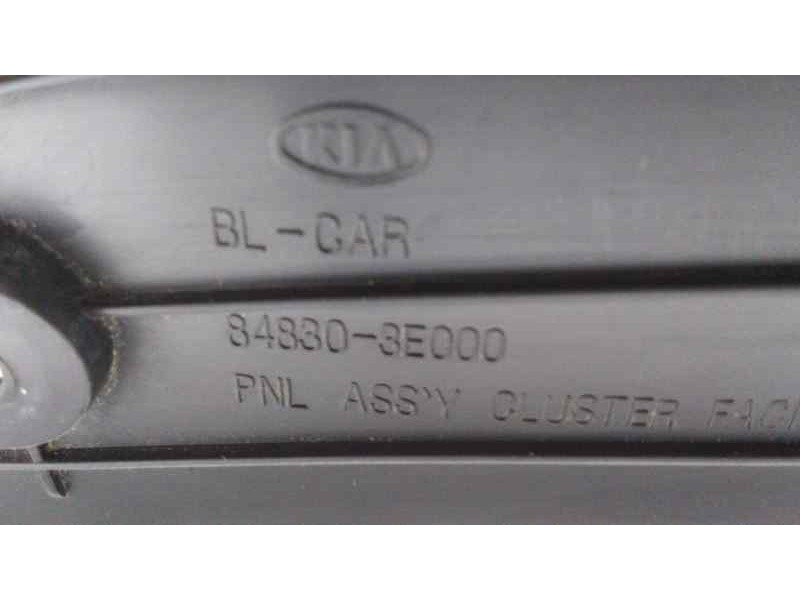 KIA
BL-CAR
84830-3E000
PNL ASS'Y CLUSTER